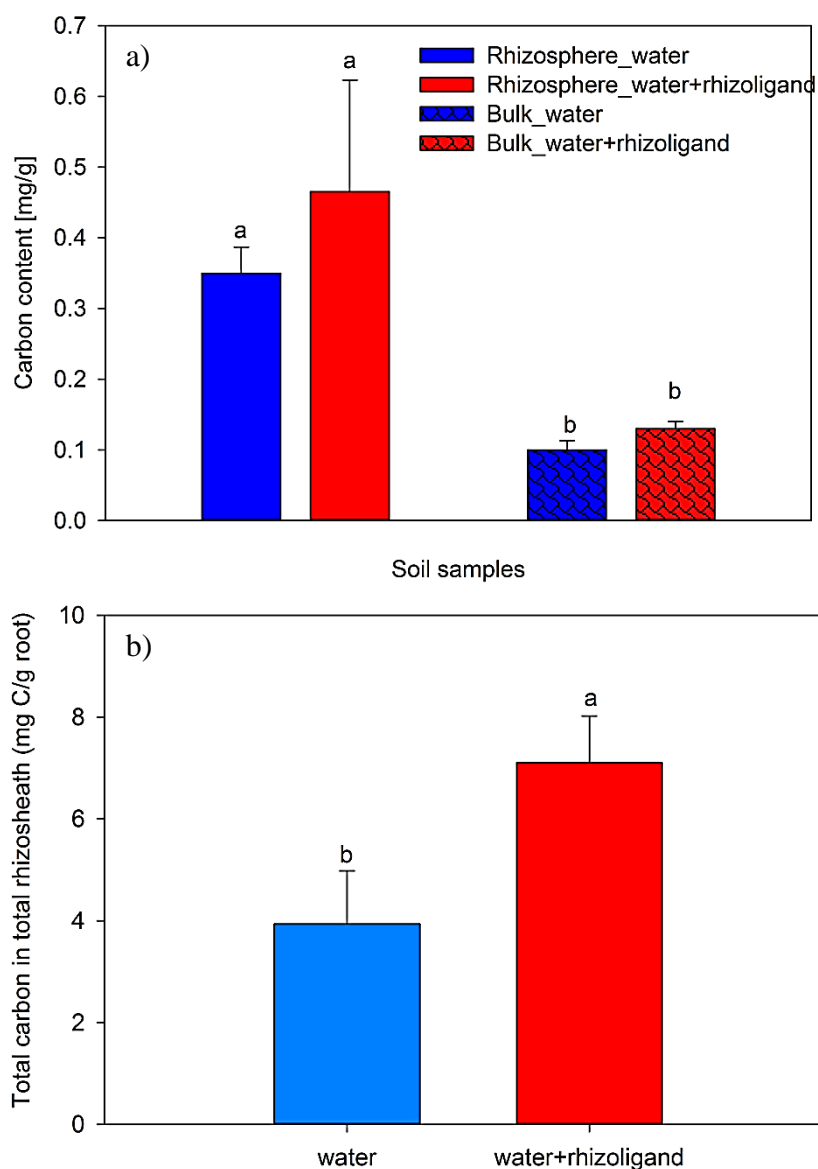 a)
Carbon content [mg/g]
0.7
0.6
0.5
0.4
0.3
0.2
0.1
0.0
Rhizosphere_water
Rhizosphere_water+rhizoligand
Bulk_water
Bulk_water+rhizoligand
a
a
b
b
Soil samples
b)
Total carbon in total rhizosheath (mg C/g root)
10
8
6
4
2
0
b
a
water
water+rhizoligand